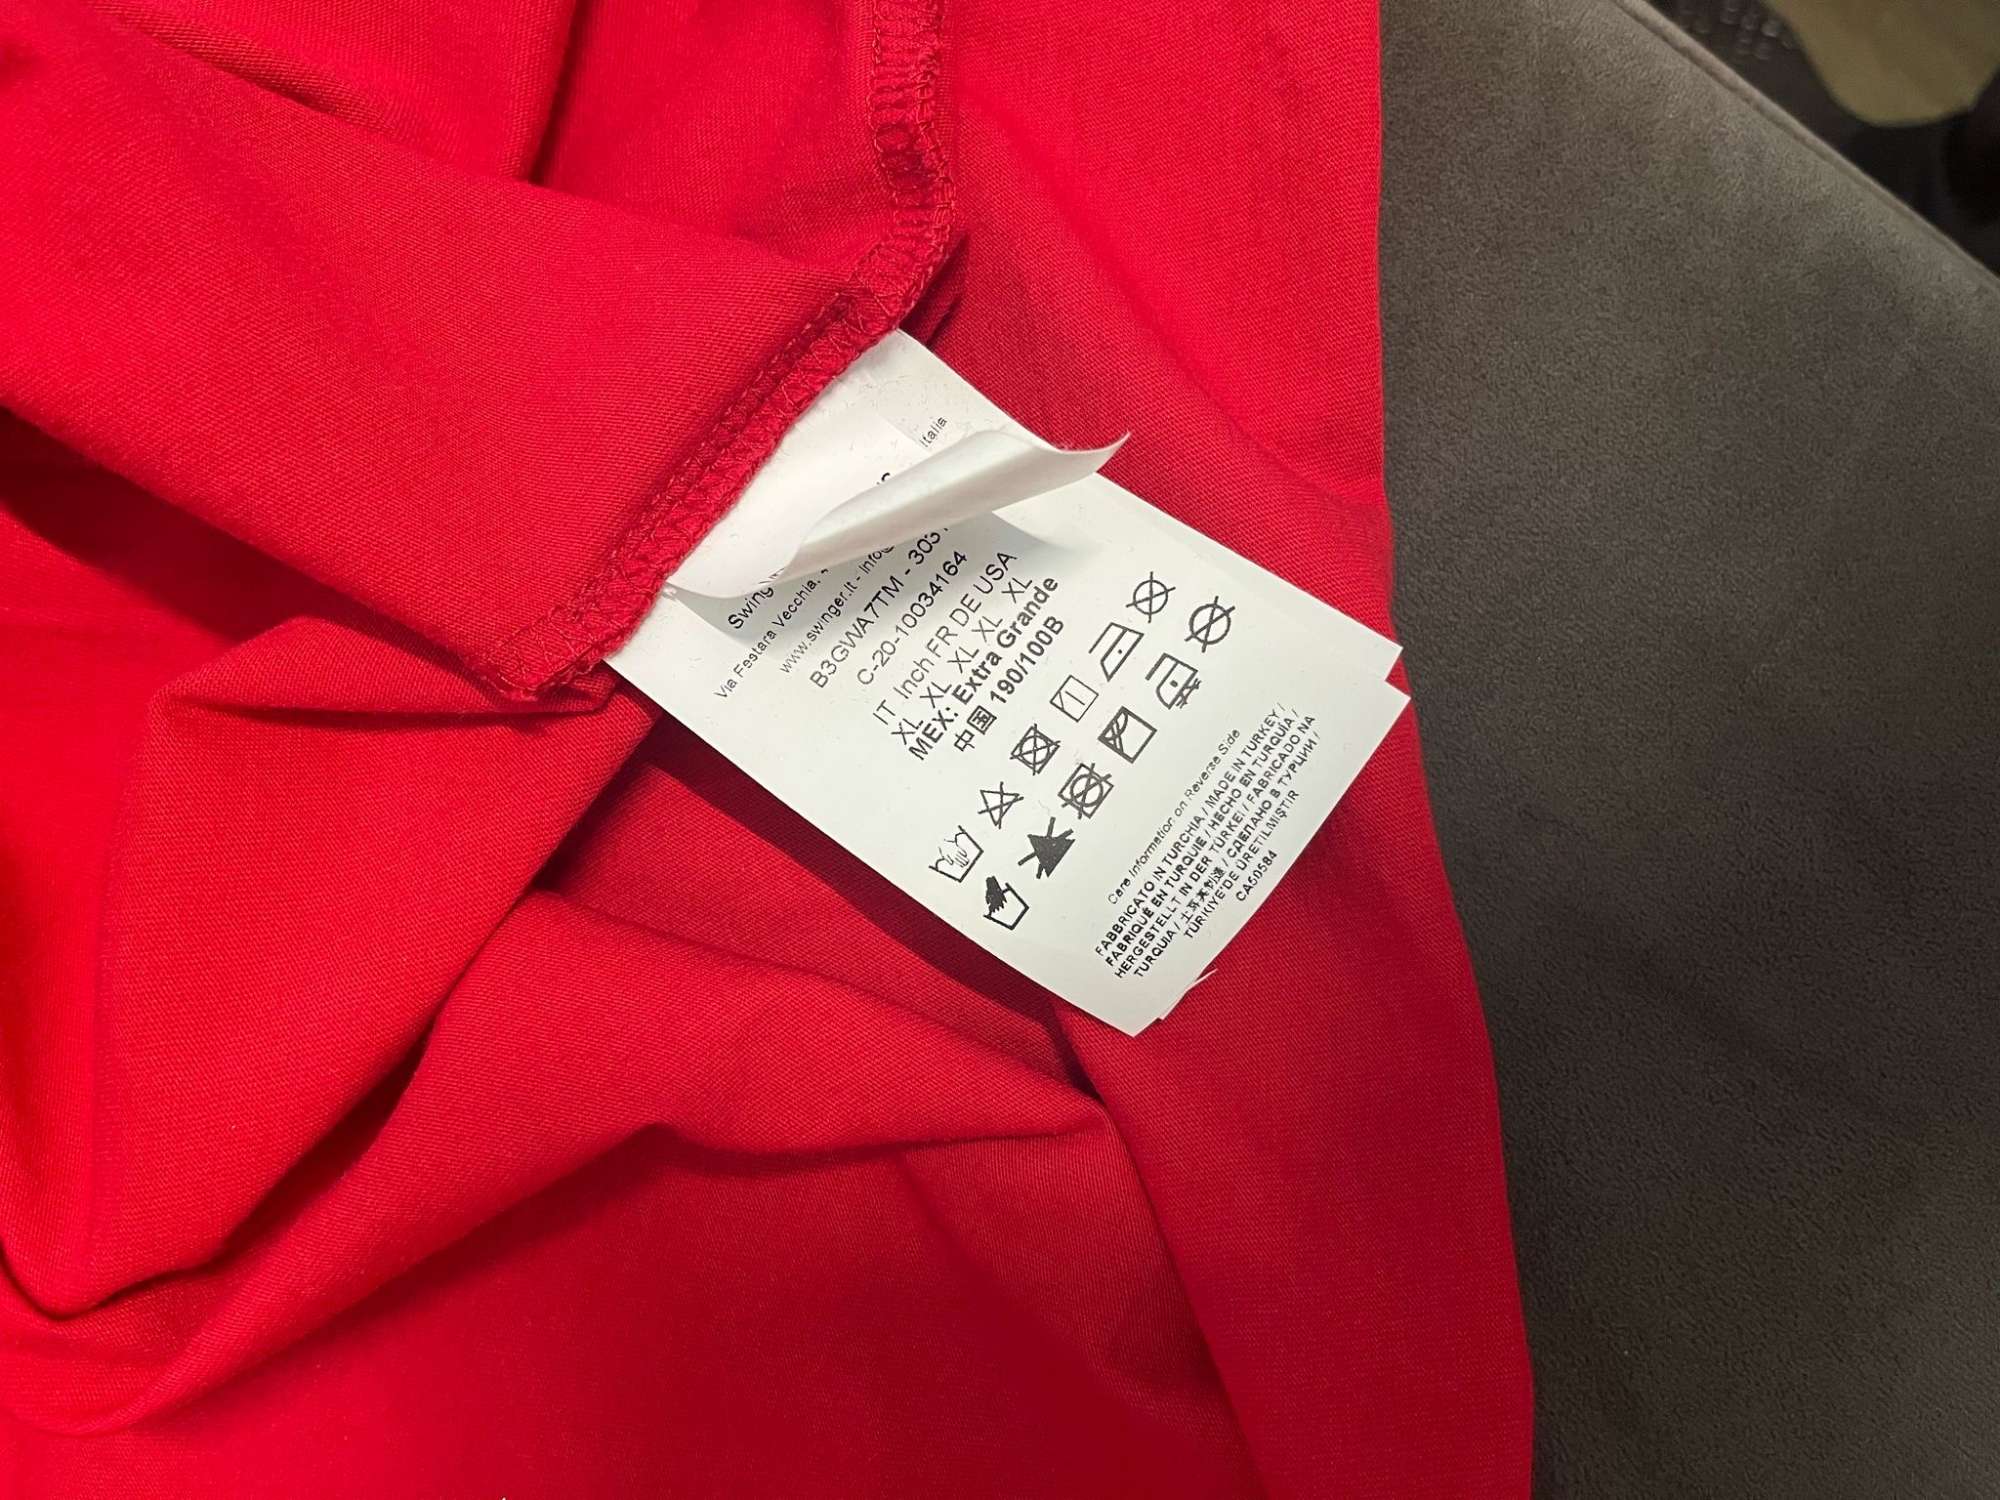 Italia
Via Festara Vecchia,
www.swinger.it - info@
B3GWA7TM - 303
C-20-10034164
IT Inch FR DE USA
XL XL XL XL XL
MEX: Extra Grande
中国 190/100B
Care Information on Reverse Side
FABBRICATO IN TURCHIA / MADE IN TURKEY /
FABRIQUÉ EN TURQUIE / HECHO EN TURQUÍA /
HERGESTELLT IN DER TÜRKEI / FABRICADO NA
TURQUIA / 土耳其制造 / СДЕЛАНО В ТУРЦИИ /
TÜRKİYE'DE ÜRETİLMİŞTİR
CA50584